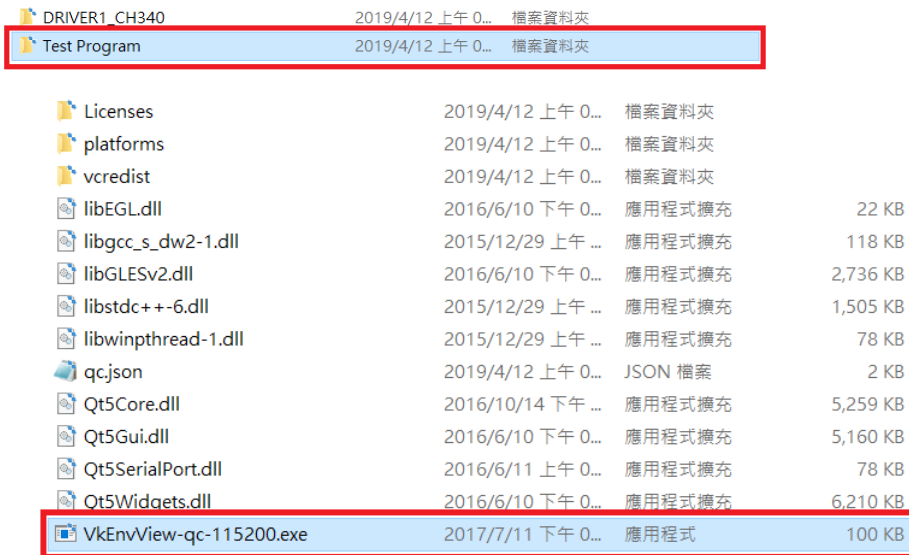 DRIVER1_CH340 2019/4/12 上午 0... 檔案資料夾
Test Program 2019/4/12 上午 0... 檔案資料夾
Licenses 2019/4/12 上午 0... 檔案資料夾
platforms 2019/4/12 上午 0... 檔案資料夾
vcredist 2019/4/12 上午 0... 檔案資料夾
libEGL.dll 2016/6/10 下午 0... 應用程式擴充 22 KB
libgcc_s_dw2-1.dll 2015/12/29 上午 ... 應用程式擴充 118 KB
libGLESv2.dll 2016/6/10 下午 0... 應用程式擴充 2,736 KB
libstdc++-6.dll 2015/12/29 上午 ... 應用程式擴充 1,505 KB
libwinpthread-1.dll 2015/12/29 上午 ... 應用程式擴充 78 KB
qc.json 2019/4/12 上午 0... JSON 檔案 2 KB
Qt5Core.dll 2016/10/14 下午 ... 應用程式擴充 5,259 KB
Qt5Gui.dll 2016/6/10 下午 0... 應用程式擴充 5,160 KB
Qt5SerialPort.dll 2016/6/11 上午 0... 應用程式擴充 78 KB
Qt5Widgets.dll 2016/6/10 下午 0... 應用程式擴充 6,210 KB
VkEnvView-qc-115200.exe 2017/7/11 下午 0... 應用程式 100 KB